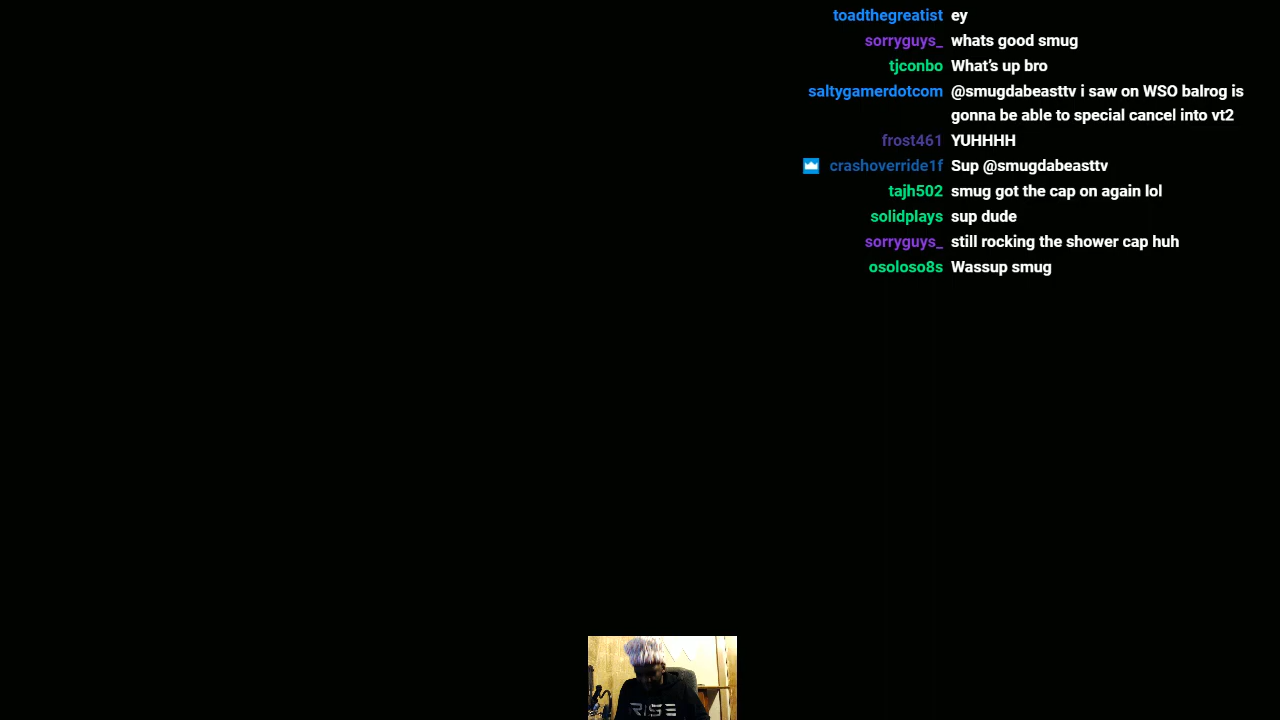 toadthegreatist ey
sorryguys_ whats good smug
tjconbo What's up bro
saltygamerdotcom @smugdabeasttv i saw on WSO balrog is
gonna be able to special cancel into vt2
frost461 YUHHHH
crashoverride1f Sup @smugdabeasttv
tajh502 smug got the cap on again lol
solidplays sup dude
sorryguys_ still rocking the shower cap huh
osoloso8s Wassup smug
RISE